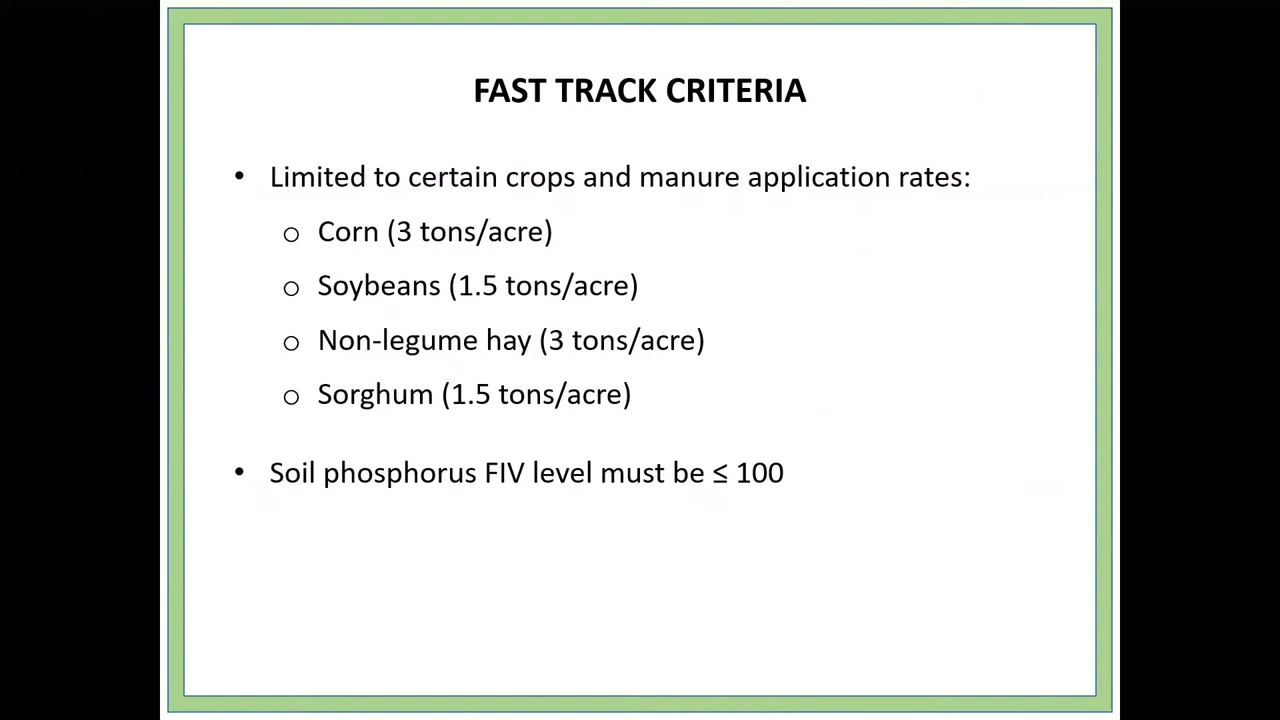 FAST TRACK CRITERIA
• Limited to certain crops and manure application rates:
o Corn (3 tons/acre)
o Soybeans (1.5 tons/acre)
o Non-legume hay (3 tons/acre)
o Sorghum (1.5 tons/acre)
• Soil phosphorus FIV level must be ≤ 100